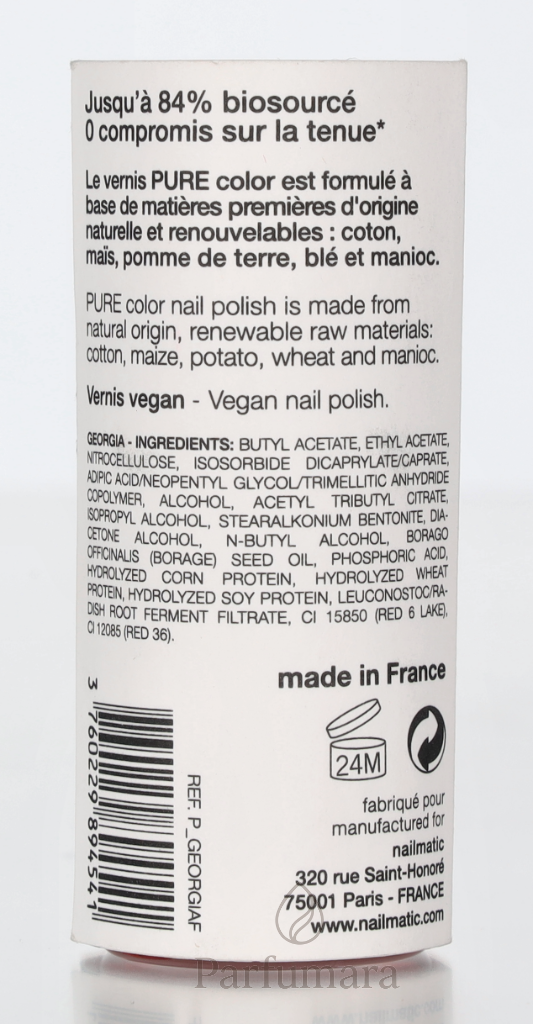 Jusqu'à 84% biosourcé
0 compromis sur la tenue*
Le vernis PURE color est formulé à
base de matières premières d'origine
naturelle et renouvelables : coton,
maïs, pomme de terre, blé et manioc.
PURE color nail polish is made from
natural origin, renewable raw materials:
cotton, maize, potato, wheat and manioc.
Vernis vegan - Vegan nail polish.
GEORGIA - INGREDIENTS: BUTYL ACETATE, ETHYL ACETATE,
NITROCELLULOSE, ISOSORBIDE DICAPRYLATE/CAPRATE,
ADIPIC ACID/NEOPENTYL GLYCOL/TRIMELLITIC ANHYDRIDE
COPOLYMER, ALCOHOL, ACETYL TRIBUTYL CITRATE,
ISOPROPYL ALCOHOL, STEARALKONIUM BENTONITE, DIA-
CETONE ALCOHOL, N-BUTYL ALCOHOL, BORAGO
OFFICINALIS (BORAGE) SEED OIL, PHOSPHORIC ACID,
HYDROLYZED CORN PROTEIN, HYDROLYZED WHEAT
PROTEIN, HYDROLYZED SOY PROTEIN, LEUCONOSTOC/RA-
DISH ROOT FERMENT FILTRATE, CI 15850 (RED 6 LAKE),
CI 12085 (RED 36).
made in France
24M
fabriqué pour
manufactured for
nailmatic
320 rue Saint-Honoré
75001 Paris - FRANCE
www.nailmatic.com
3 760229 894541
REF. P_GEORGIAF
Parfumara